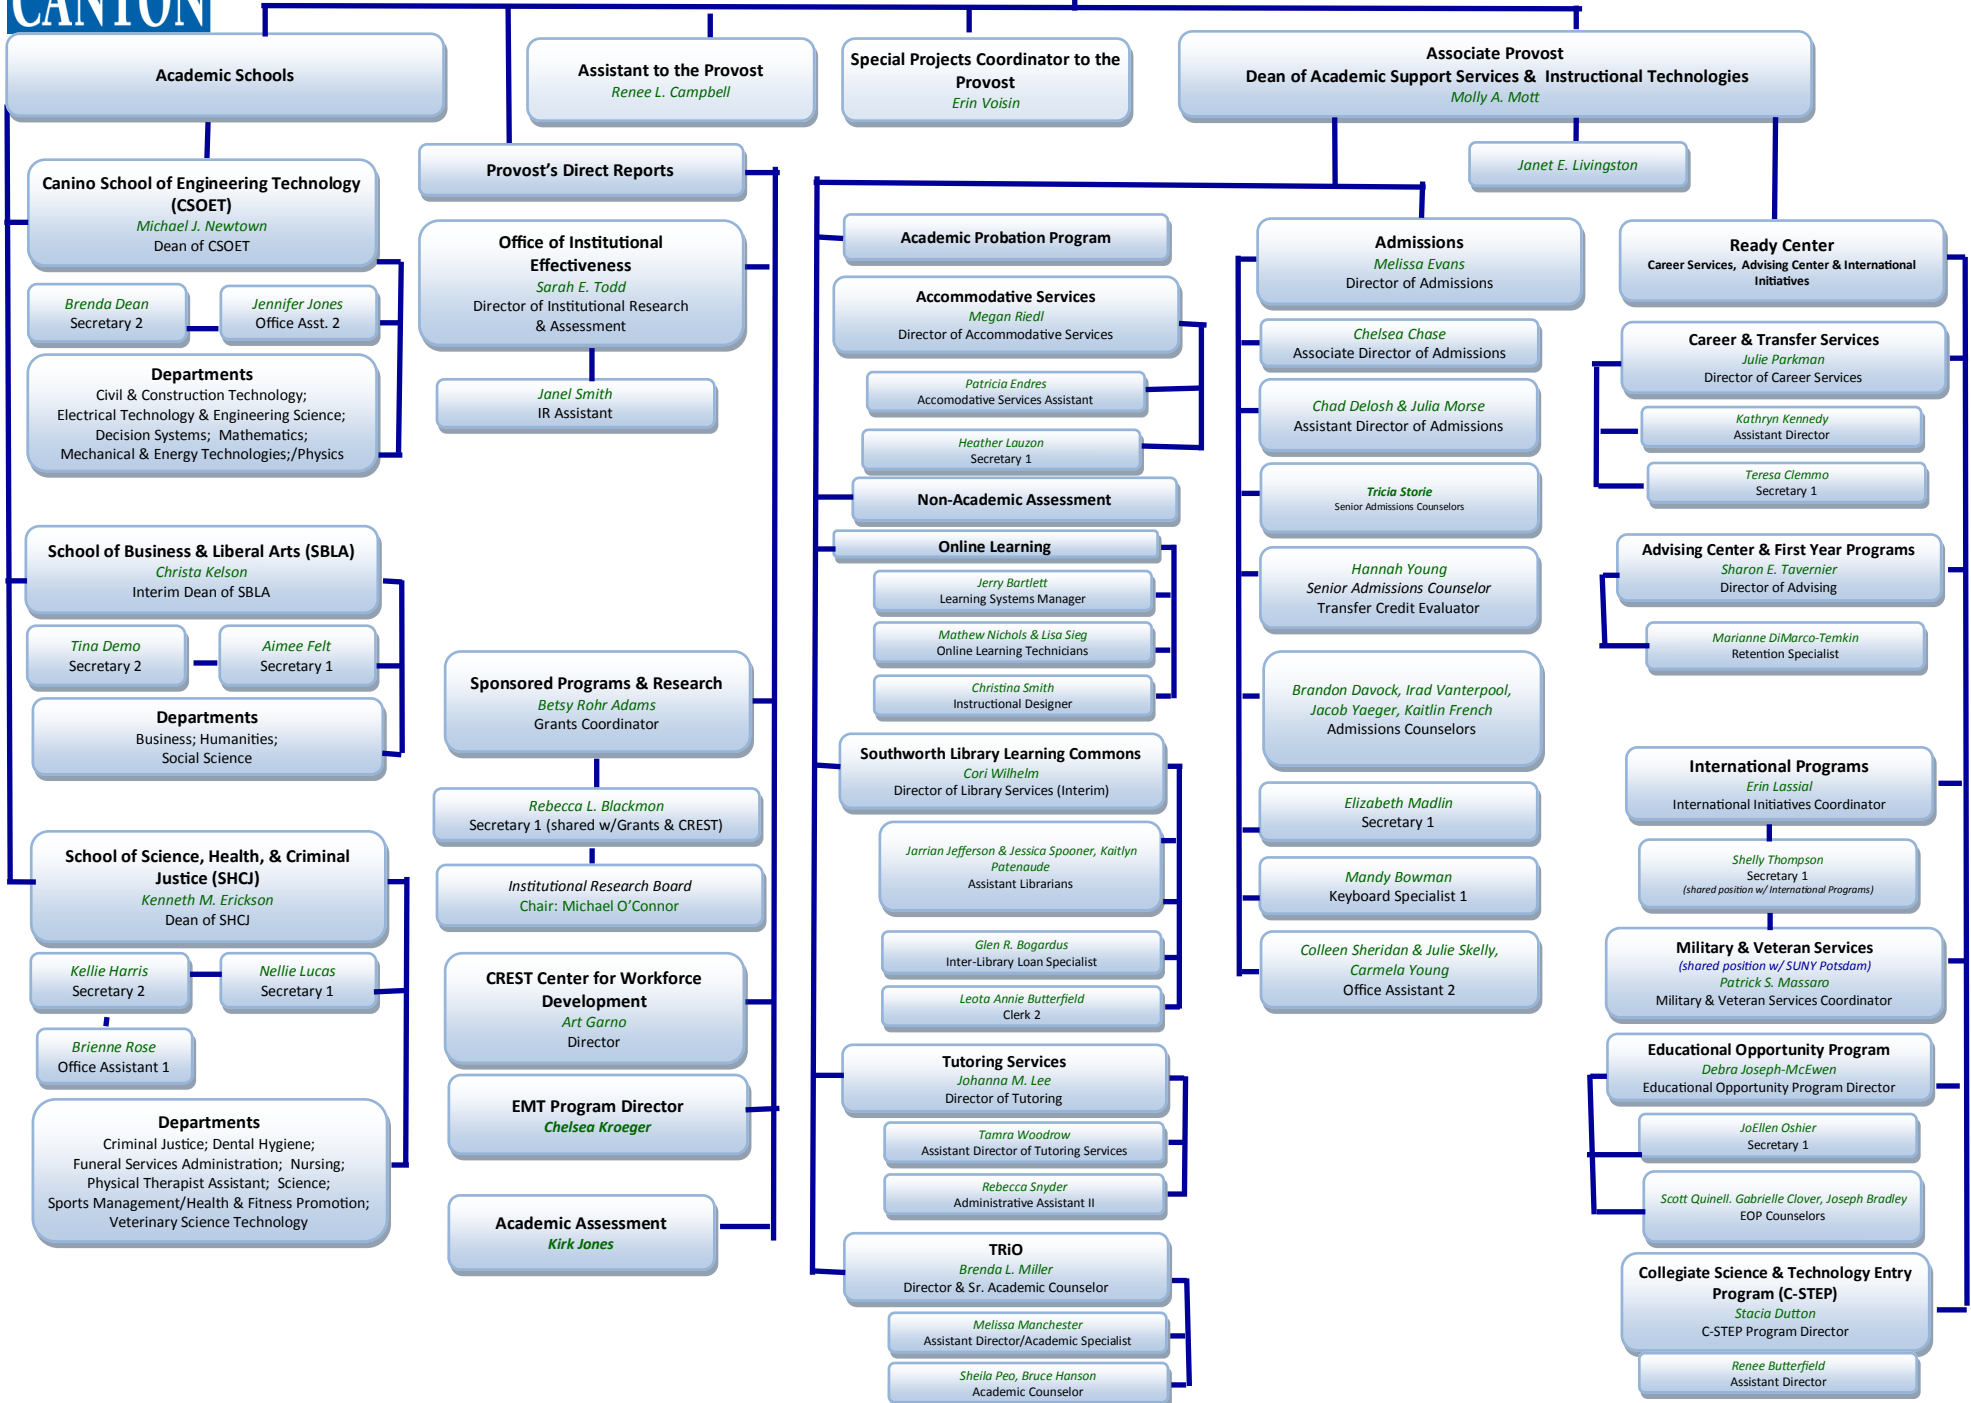 CANTON
Academic Schools
Assistant to the Provost
Renee L. Campbell
Special Projects Coordinator to the
Provost
Erin Voisin
Associate Provost
Dean of Academic Support Services & Instructional Technologies
Molly A. Mott
Janet E. Livingston
Canino School of Engineering Technology
(CSOET)
Michael J. Newtown
Dean of CSOET
Brenda Dean
Secretary 2
Jennifer Jones
Office Asst. 2
Departments
Civil & Construction Technology;
Electrical Technology & Engineering Science;
Decision Systems; Mathematics;
Mechanical & Energy Technologies;/Physics
School of Business & Liberal Arts (SBLA)
Christa Kelson
Interim Dean of SBLA
Tina Demo
Secretary 2
Aimee Felt
Secretary 1
Departments
Business; Humanities;
Social Science
School of Science, Health, & Criminal
Justice (SHCJ)
Kenneth M. Erickson
Dean of SHCJ
Kellie Harris
Secretary 2
Nellie Lucas
Secretary 1
Brienne Rose
Office Assistant 1
Departments
Criminal Justice; Dental Hygiene;
Funeral Services Administration; Nursing;
Physical Therapist Assistant; Science;
Sports Management/Health & Fitness Promotion;
Veterinary Science Technology
Provost's Direct Reports
Office of Institutional
Effectiveness
Sarah E. Todd
Director of Institutional Research
& Assessment
Janel Smith
IR Assistant
Sponsored Programs & Research
Betsy Rohr Adams
Grants Coordinator
Rebecca L. Blackmon
Secretary 1 (shared w/Grants & CREST)
Institutional Research Board
Chair: Michael O'Connor
CREST Center for Workforce
Development
Art Garno
Director
EMT Program Director
Chelsea Kroeger
Academic Assessment
Kirk Jones
Academic Probation Program
Accommodative Services
Megan Riedl
Director of Accommodative Services
Patricia Endres
Accomodative Services Assistant
Heather Lauzon
Secretary 1
Non-Academic Assessment
Online Learning
Jerry Bartlett
Learning Systems Manager
Mathew Nichols & Lisa Sieg
Online Learning Technicians
Christina Smith
Instructional Designer
Southworth Library Learning Commons
Cori Wilhelm
Director of Library Services (Interim)
Jarrian Jefferson & Jessica Spooner, Kaitlyn
Patenaude
Assistant Librarians
Glen R. Bogardus
Inter-Library Loan Specialist
Leota Annie Butterfield
Clerk 2
Tutoring Services
Johanna M. Lee
Director of Tutoring
Tamra Woodrow
Assistant Director of Tutoring Services
Rebecca Snyder
Administrative Assistant II
TRiO
Brenda L. Miller
Director & Sr. Academic Counselor
Melissa Manchester
Assistant Director/Academic Specialist
Sheila Peo, Bruce Hanson
Academic Counselor
Admissions
Melissa Evans
Director of Admissions
Chelsea Chase
Associate Director of Admissions
Chad Delosh & Julia Morse
Assistant Director of Admissions
Tricia Storie
Senior Admissions Counselors
Hannah Young
Senior Admissions Counselor
Transfer Credit Evaluator
Brandon Davock, Irad Vanterpool,
Jacob Yaeger, Kaitlin French
Admissions Counselors
Elizabeth Madlin
Secretary 1
Mandy Bowman
Keyboard Specialist 1
Colleen Sheridan & Julie Skelly,
Carmela Young
Office Assistant 2
Ready Center
Career Services, Advising Center & International
Initiatives
Career & Transfer Services
Julie Parkman
Director of Career Services
Kathryn Kennedy
Assistant Director
Teresa Clemmo
Secretary 1
Advising Center & First Year Programs
Sharon E. Tavernier
Director of Advising
Marianne DiMarco-Temkin
Retention Specialist
International Programs
Erin Lassial
International Initiatives Coordinator
Shelly Thompson
Secretary 1
(shared position w/ International Programs)
Military & Veteran Services
(shared position w/ SUNY Potsdam)
Patrick S. Massaro
Military & Veteran Services Coordinator
Educational Opportunity Program
Debra Joseph-McEwen
Educational Opportunity Program Director
JoEllen Oshier
Secretary 1
Scott Quinell. Gabrielle Clover, Joseph Bradley
EOP Counselors
Collegiate Science & Technology Entry
Program (C-STEP)
Stacia Dutton
C-STEP Program Director
Renee Butterfield
Assistant Director